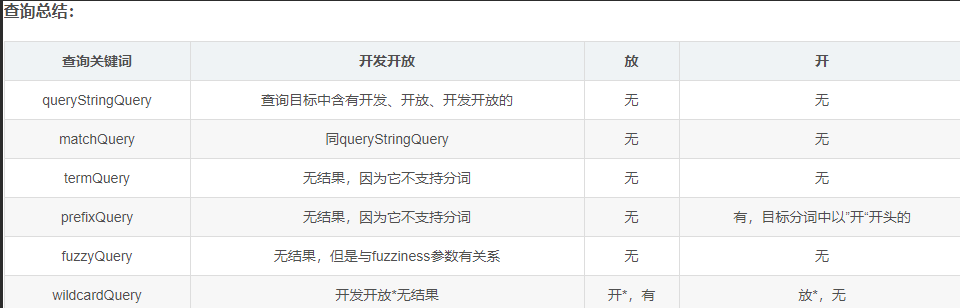 查询总结：
查询关键词 开发开放 放 开
queryStringQuery 查询目标中含有开发、开放、开发开放的 无 无
matchQuery 同queryStringQuery 无 无
termQuery 无结果，因为它不支持分词 无 无
prefixQuery 无结果，因为它不支持分词 无 有，目标分词中以”开“开头的
fuzzyQuery 无结果，但是与fuzziness参数有关系 无 无
wildcardQuery 开发开放*无结果 开*，有 放*，无